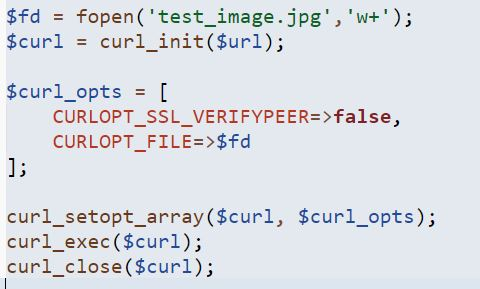 $fd = fopen('test_image.jpg','w+');
$curl = curl_init($url);

$curl_opts = [
    CURLOPT_SSL_VERIFYPEER=>false,
    CURLOPT_FILE=>$fd
];

curl_setopt_array($curl, $curl_opts);
curl_exec($curl);
curl_close($curl);